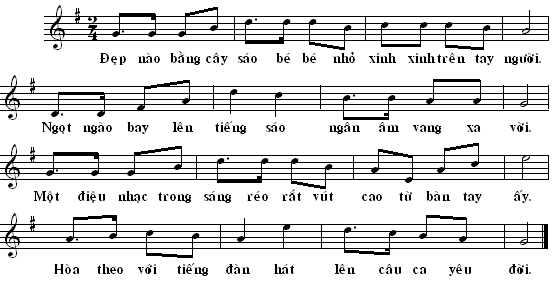 2
4
Đẹp nào bằng cây sáo bé bé nhỏ xinh xinh trên tay người.
Ngọt ngào bay lên tiếng sáo ngân âm vang xa vời.
Một điệu nhạc trong sáng réo rắt vút cao từ bàn tay ấy.
Hòa theo với tiếng đàn hát lên câu ca yêu đời.